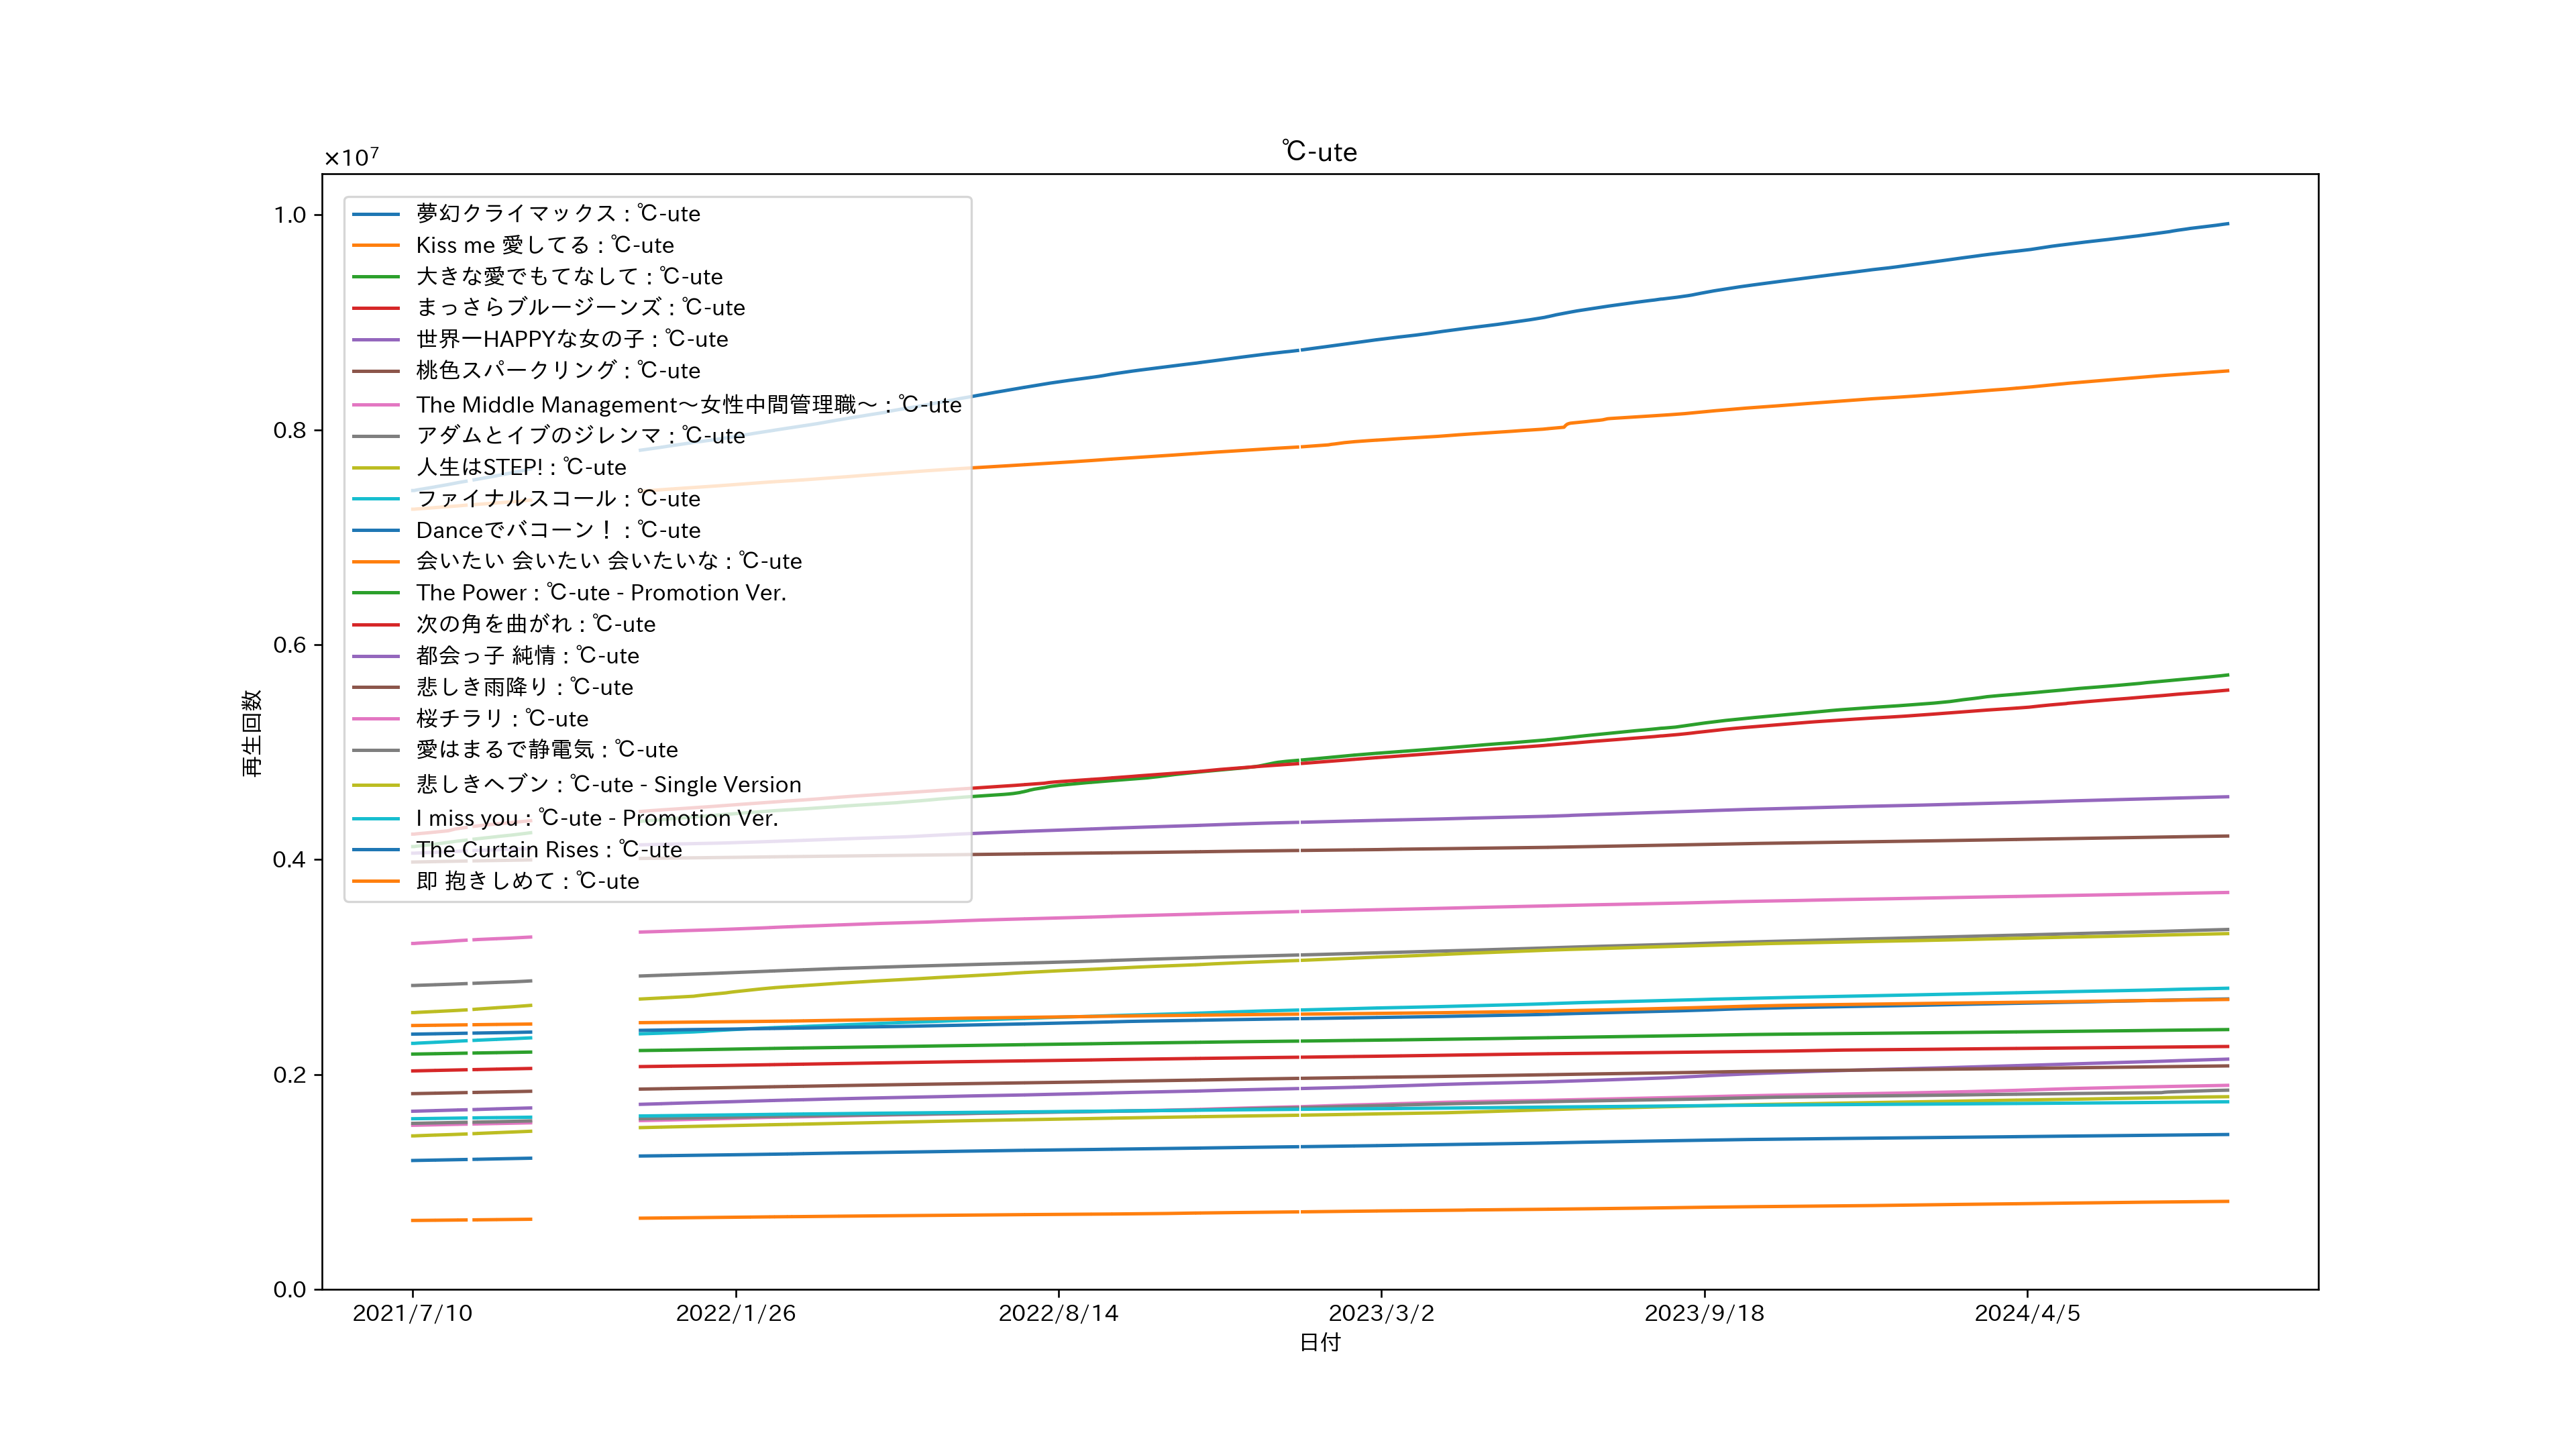 ℃-ute
×10⁷
1.0
0.8
0.6
0.4
0.2
0.0
再生回数
夢幻クライマックス : ℃-ute
Kiss me 愛してる : ℃-ute
大きな愛でもてなして : ℃-ute
まっさらブルージーンズ : ℃-ute
世界一HAPPYな女の子 : ℃-ute
桃色スパークリング : ℃-ute
The Middle Management～女性中間管理職～ : ℃-ute
アダムとイブのジレンマ : ℃-ute
人生はSTEP! : ℃-ute
ファイナルスコール : ℃-ute
Danceでバコーン！ : ℃-ute
会いたい 会いたい 会いたいな : ℃-ute
The Power : ℃-ute - Promotion Ver.
次の角を曲がれ : ℃-ute
都会っ子 純情 : ℃-ute
悲しき雨降り : ℃-ute
桜チラリ : ℃-ute
愛はまるで静電気 : ℃-ute
悲しきヘブン : ℃-ute - Single Version
I miss you : ℃-ute - Promotion Ver.
The Curtain Rises : ℃-ute
即 抱きしめて : ℃-ute
2021/7/10 2022/1/26 2022/8/14 2023/3/2 2023/9/18 2024/4/5
日付